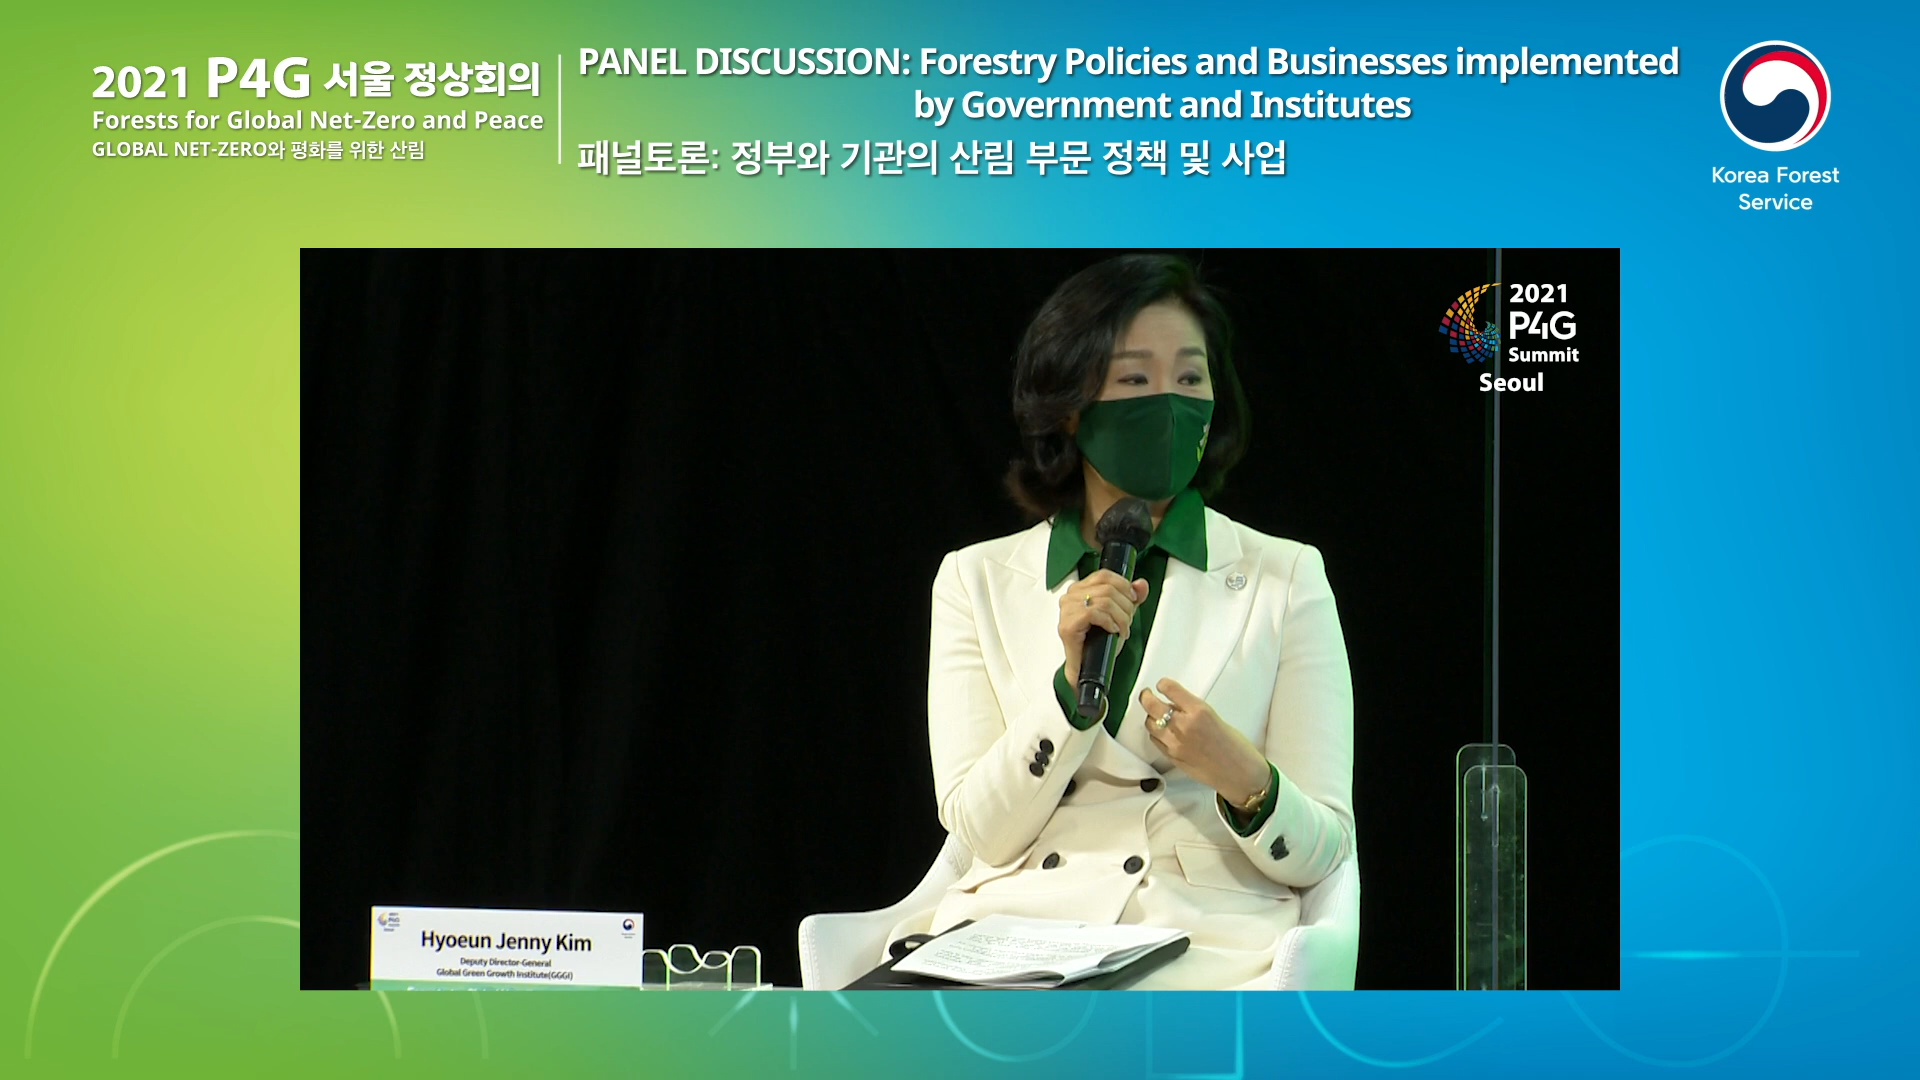 2021 P4G 서울 정상회의
Forests for Global Net-Zero and Peace
GLOBAL NET-ZERO와 평화를 위한 산림
PANEL DISCUSSION: Forestry Policies and Businesses implemented
by Government and Institutes
패널토론: 정부와 기관의 산림 부문 정책 및 사업
Korea Forest
Service
2021
P4G
Summit
Seoul
Hyoeun Jenny Kim
Deputy Director-General
Global Green Growth Institute(GGGI)